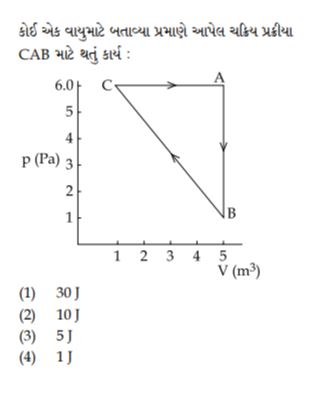 કોઈ એક વાયુમાટે બતાવ્યા પ્રમાણે આપેલ ચક્રિય પ્રક્રીયા
CAB માટે થતું કાર્ય :
C A
6.0
5
4
p (Pa) 3
2
1
B
1 2 3 4 5
V (m³)
(1) 30 J
(2) 10 J
(3) 5 J
(4) 1 J